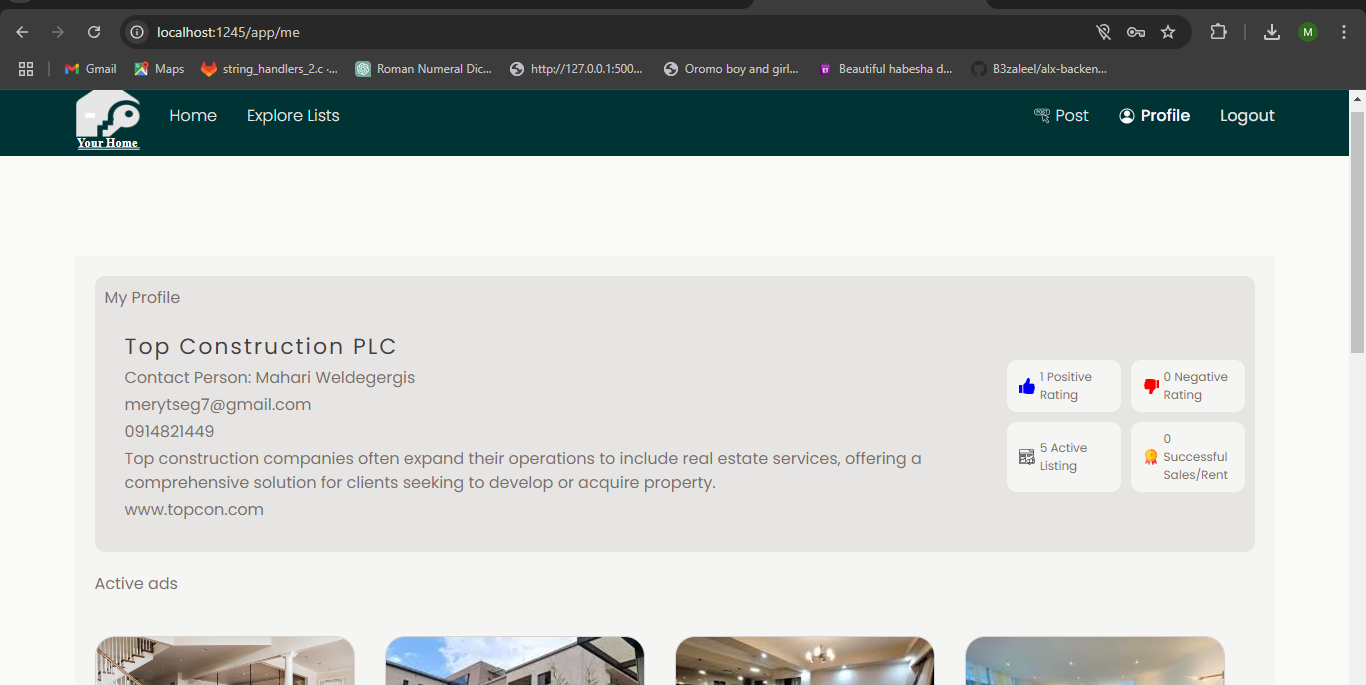 localhost:1245/app/me
M
Gmail
Maps
string_handlers_2.c ·...
Roman Numeral Dic...
http://127.0.0.1:500...
Oromo boy and girl...
Beautiful habesha d...
B3zaleel/alx-backen...
Your Home
Home
Explore Lists
Post
Profile
Logout
My Profile
Top Construction PLC
Contact Person: Mahari Weldegergis
merytseg7@gmail.com
0914821449
Top construction companies often expand their operations to include real estate services, offering a
comprehensive solution for clients seeking to develop or acquire property.
www.topcon.com
1 Positive
Rating
0 Negative
Rating
5 Active
Listing
0
Successful
Sales/Rent
Active ads